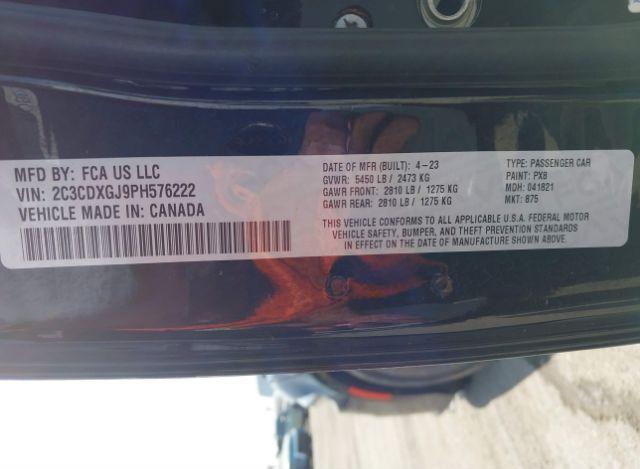 MFD BY: FCA US LLC
VIN: 2C3CDXGJ9PH576222
VEHICLE MADE IN: CANADA
DATE OF MFR (BUILT): 4-23
GVWR: 5450 LB / 2473 KG
GAWR FRONT: 2810 LB / 1275 KG
GAWR REAR: 2810 LB / 1275 KG
TYPE: PASSENGER CAR
PAINT: PX8
MDH: 041821
MKT: 875
THIS VEHICLE CONFORMS TO ALL APPLICABLE U.S.A. FEDERAL MOTOR
VEHICLE SAFETY, BUMPER, AND THEFT PREVENTION STANDARDS
IN EFFECT ON THE DATE OF MANUFACTURE SHOWN ABOVE.